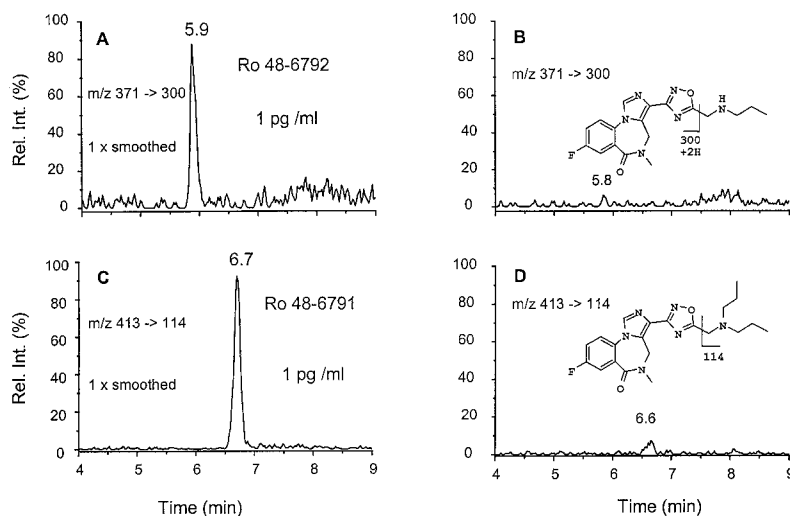 A
5.9
Ro 48-6792
m/z 371 -> 300
1 pg /ml
1 x smoothed
Rel. Int. (%)
100
80
60
40
20
0
B
m/z 371 -> 300
N
N
N
N
O
N
H
N
F
N
O
300
+2H
5.8
100
80
60
40
20
0
C
6.7
Ro 48-6791
m/z 413 -> 114
1 pg /ml
1 x smoothed
Rel. Int. (%)
100
80
60
40
20
0
4
5
6
7
8
9
Time (min)
D
m/z 413 -> 114
N
N
N
N
O
N
F
N
O
114
6.6
100
80
60
40
20
0
4
5
6
7
8
9
Time (min)